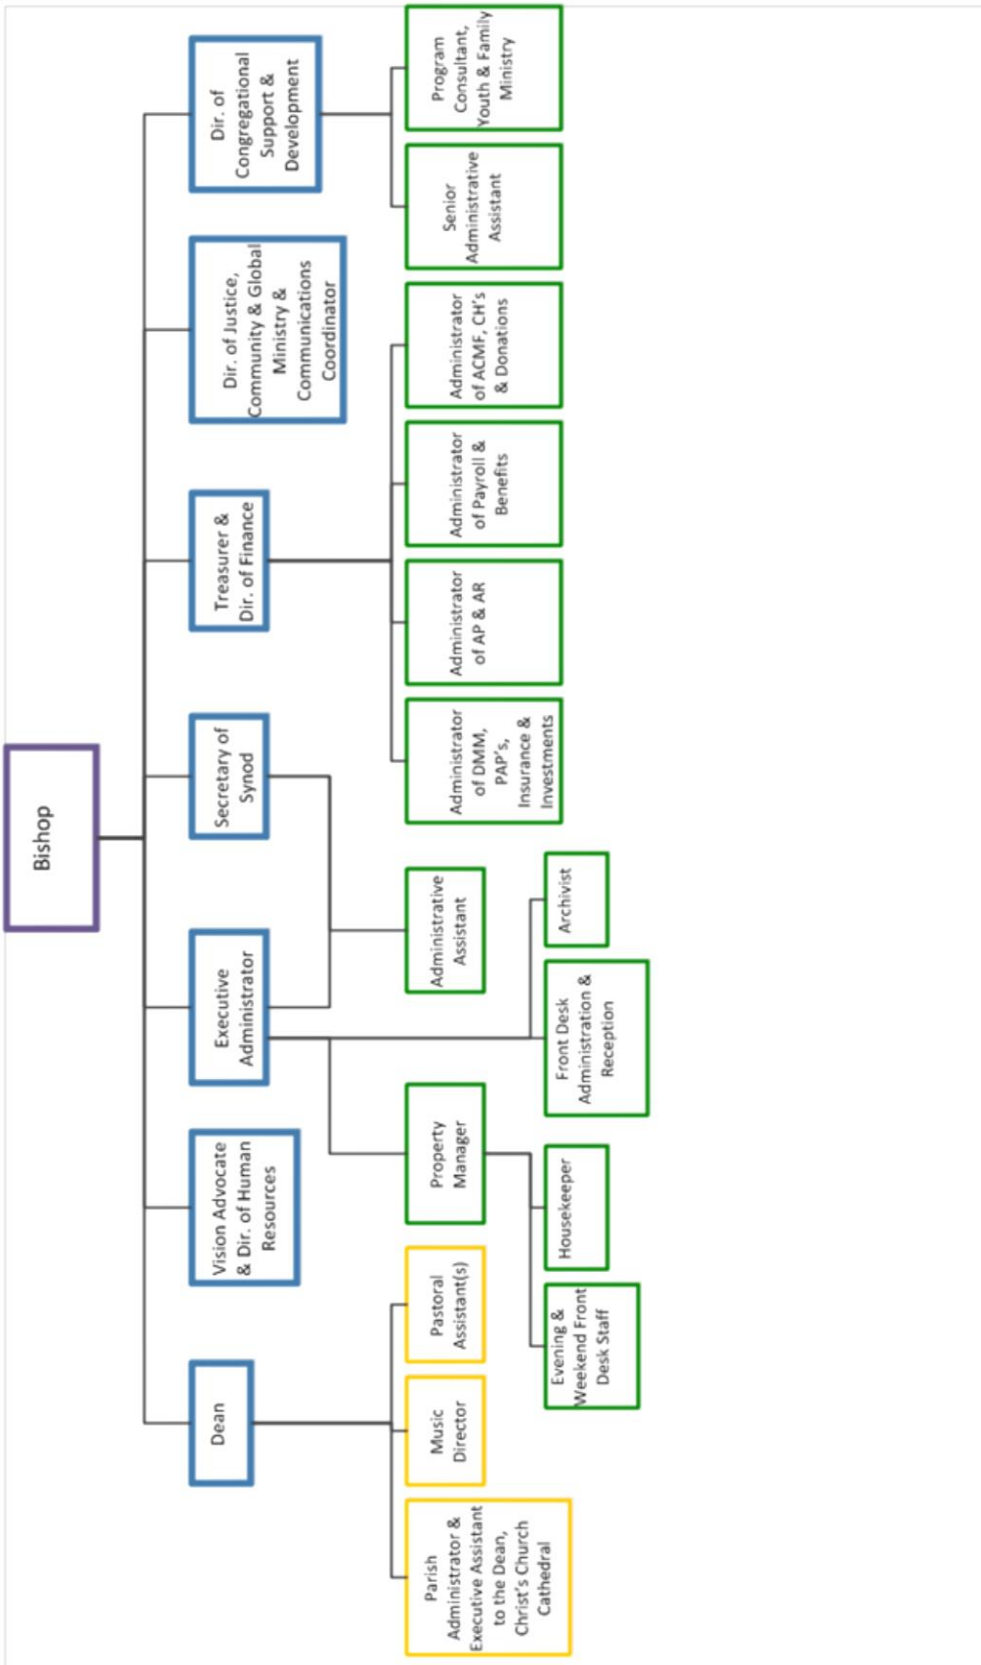 Bishop
Dean
Vision Advocate
& Dir. of Human
Resources
Executive
Administrator
Secretary of
Synod
Treasurer &
Dir. of Finance
Dir. of Justice,
Community & Global
Ministry &
Communications
Coordinator
Dir. of
Congregational
Support &
Development
Parish
Administrator &
Executive Assistant
to the Dean,
Christ's Church
Cathedral
Music
Director
Pastoral
Assistant(s)
Property
Manager
Administrative
Assistant
Administrator
of DMM,
PAP's,
Insurance &
Investments
Administrator
of AP & AR
Administrator
of Payroll &
Benefits
Administrator
of ACMF, CH's
& Donations
Senior
Administrative
Assistant
Program
Consultant,
Youth & Family
Ministry
Evening &
Weekend Front
Desk Staff
Housekeeper
Front Desk
Administration &
Reception
Archivist